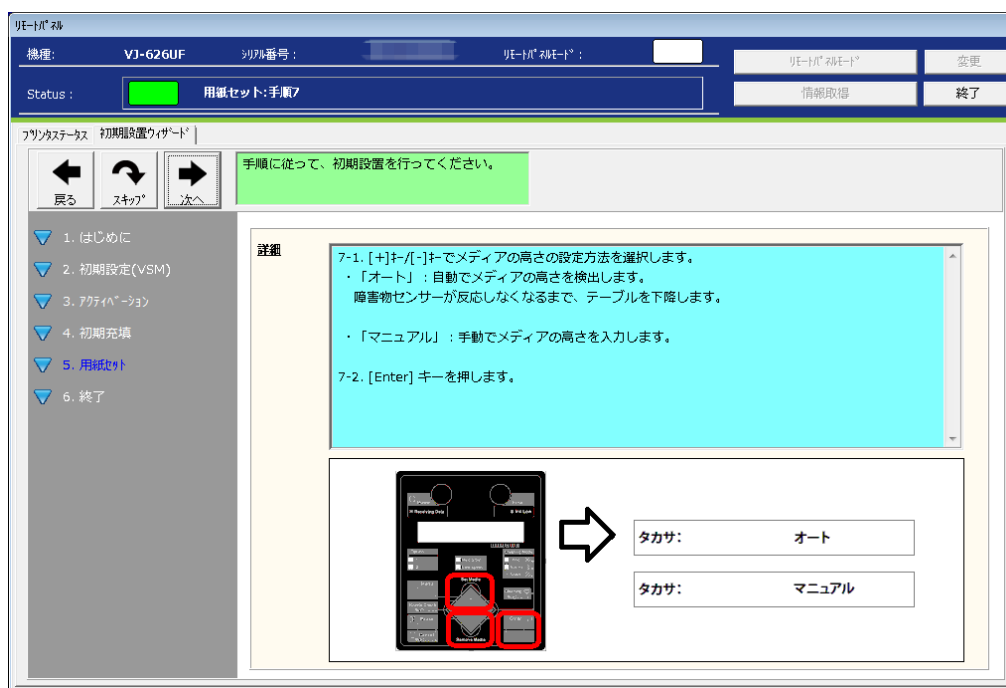 リモートパネル
機種: VJ-626UF シリアル番号: リモートパネルモード:
リモートパネルモード 変更
Status: 用紙セット:手順7
情報取得 終了
プリンタステータス 初期設置ウィザード
戻る スキップ 次へ
手順に従って、初期設置を行ってください。
1. はじめに
2. 初期設定(VSM)
3. アクティベーション
4. 初期充填
5. 用紙セット
6. 終了
詳細
7-1. [+]キー/[-]キーでメディアの高さの設定方法を選択します。
・「オート」:自動でメディアの高さを検出します。
障害物センサーが反応しなくなるまで、テーブルを下降します。
・「マニュアル」:手動でメディアの高さを入力します。
7-2. [Enter] キーを押します。
Receiving Data
Menu
Remove Media
タカサ: オート
タカサ: マニュアル